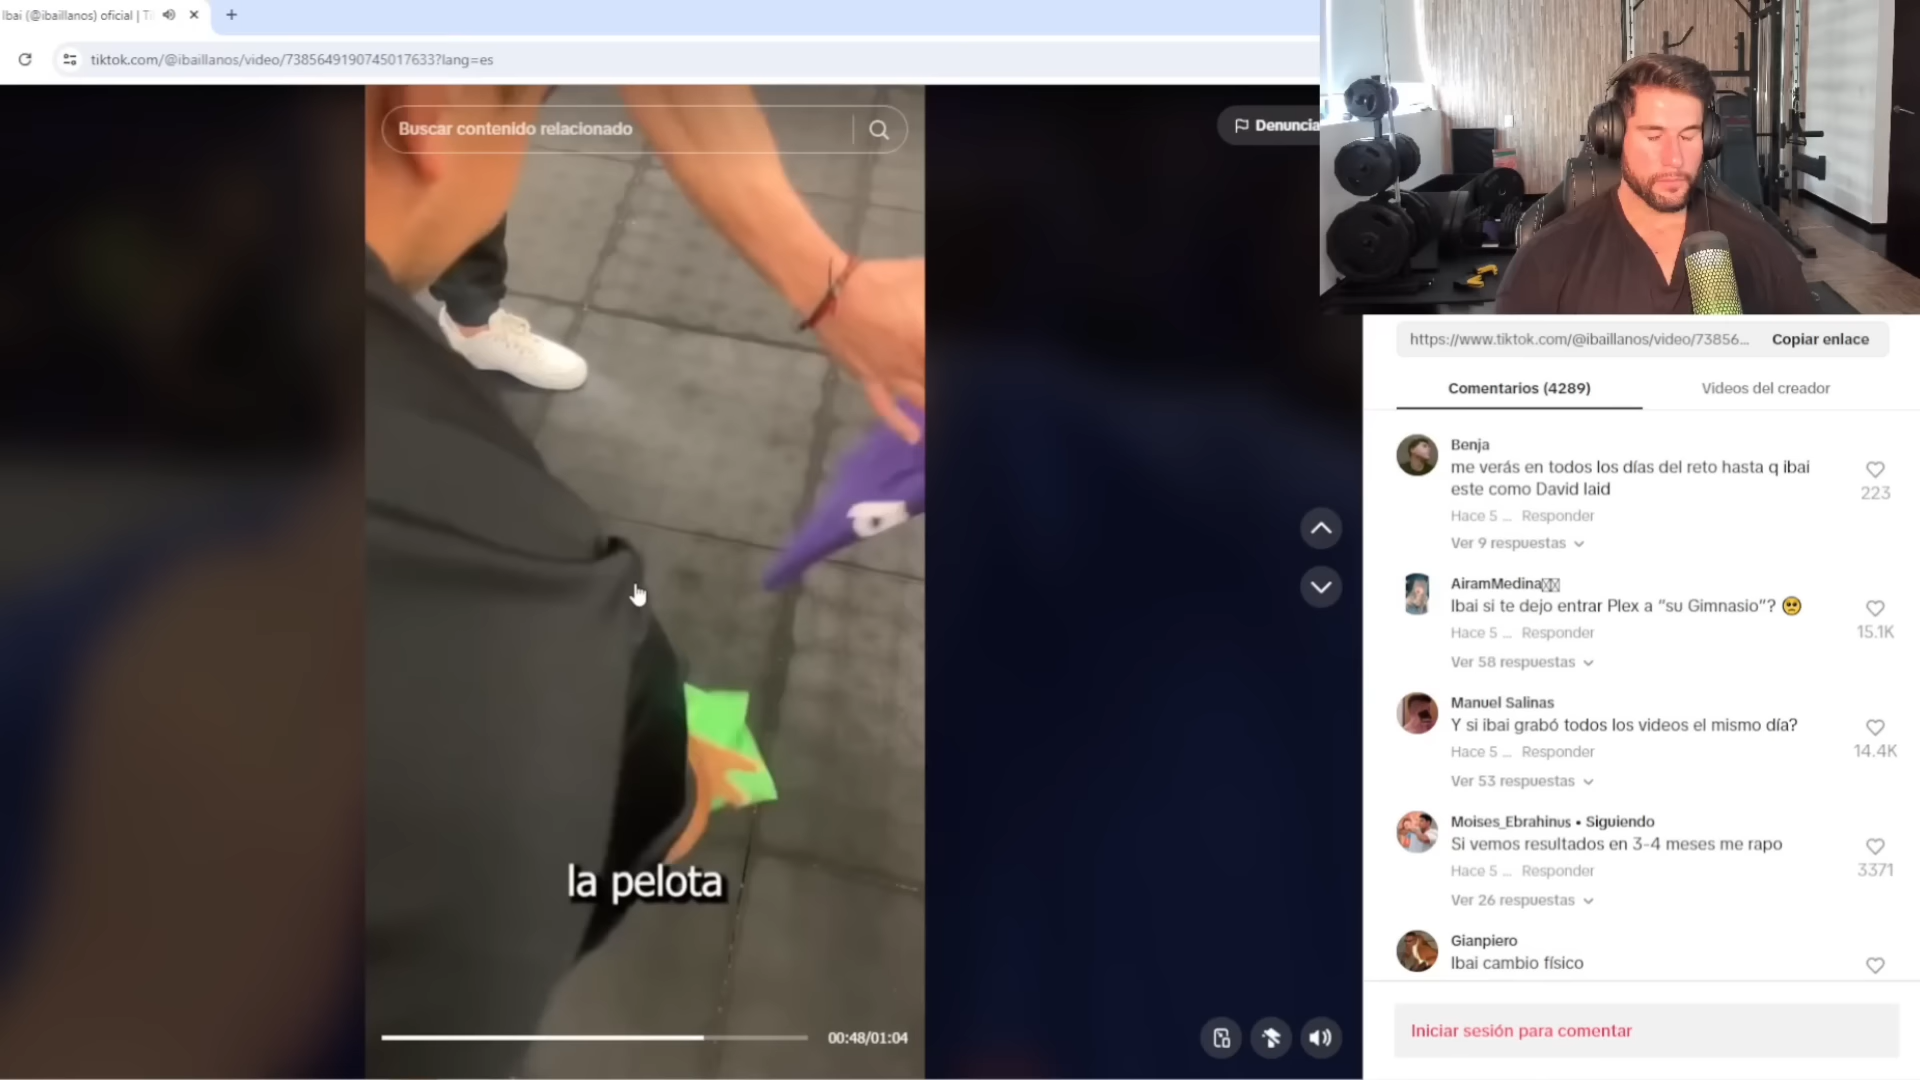 Ibai (@ibaillanos) oficial | Ti
tiktok.com/@ibaillanos/video/7385649190745017633?lang=es
Buscar contenido relacionado
Denuncia
la pelota
00:48/01:04
https://www.tiktok.com/@ibaillanos/video/73856...
Copiar enlace
Comentarios (4289)
Videos del creador
Benja
me verás en todos los días del reto hasta q ibai
este como David laid
223
Hace 5 ... Responder
Ver 9 respuestas
AiramMedina
Ibai si te dejo entrar Plex a "su Gimnasio"? 🥺
15.1K
Hace 5 ... Responder
Ver 58 respuestas
Manuel Salinas
Y si ibai grabó todos los videos el mismo día?
14.4K
Hace 5 ... Responder
Ver 53 respuestas
Moises_Ebrahinus • Siguiendo
Si vemos resultados en 3-4 meses me rapo
3371
Hace 5 ... Responder
Ver 26 respuestas
Gianpiero
Ibai cambio físico
Iniciar sesión para comentar